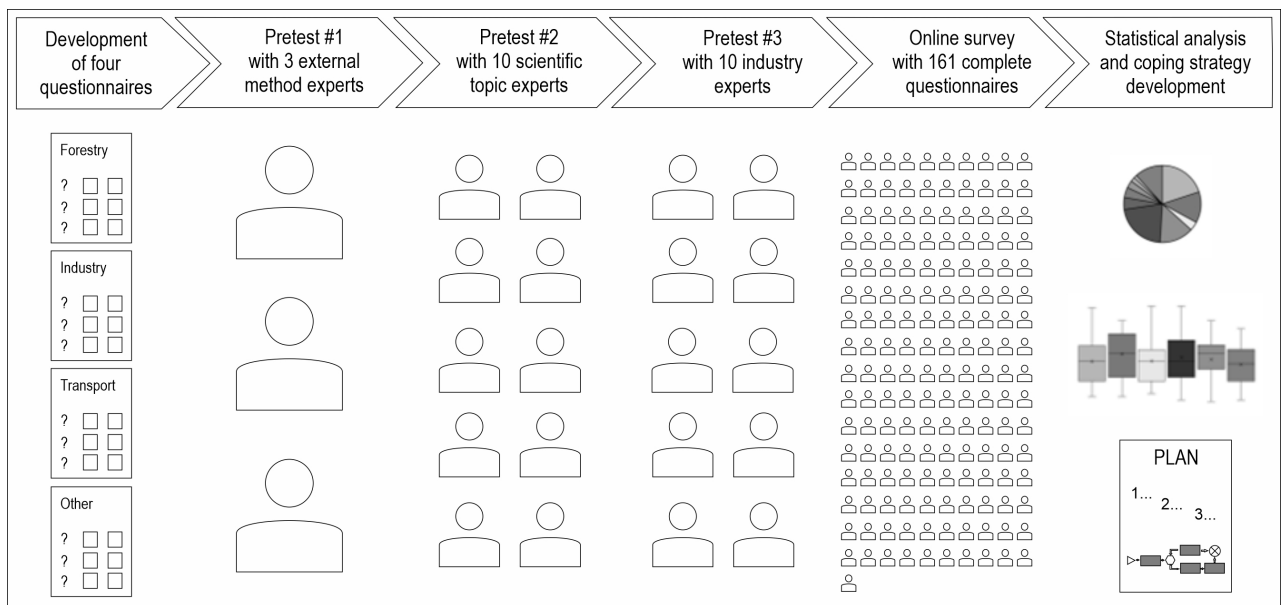 Development
of four
questionnaires
Pretest #1
with 3 external
method experts
Pretest #2
with 10 scientific
topic experts
Pretest #3
with 10 industry
experts
Online survey
with 161 complete
questionnaires
Statistical analysis
and coping strategy
development
Forestry
?
?
?
Industry
?
?
?
Transport
?
?
?
Other
?
?
?
PLAN
1...
2...
3...